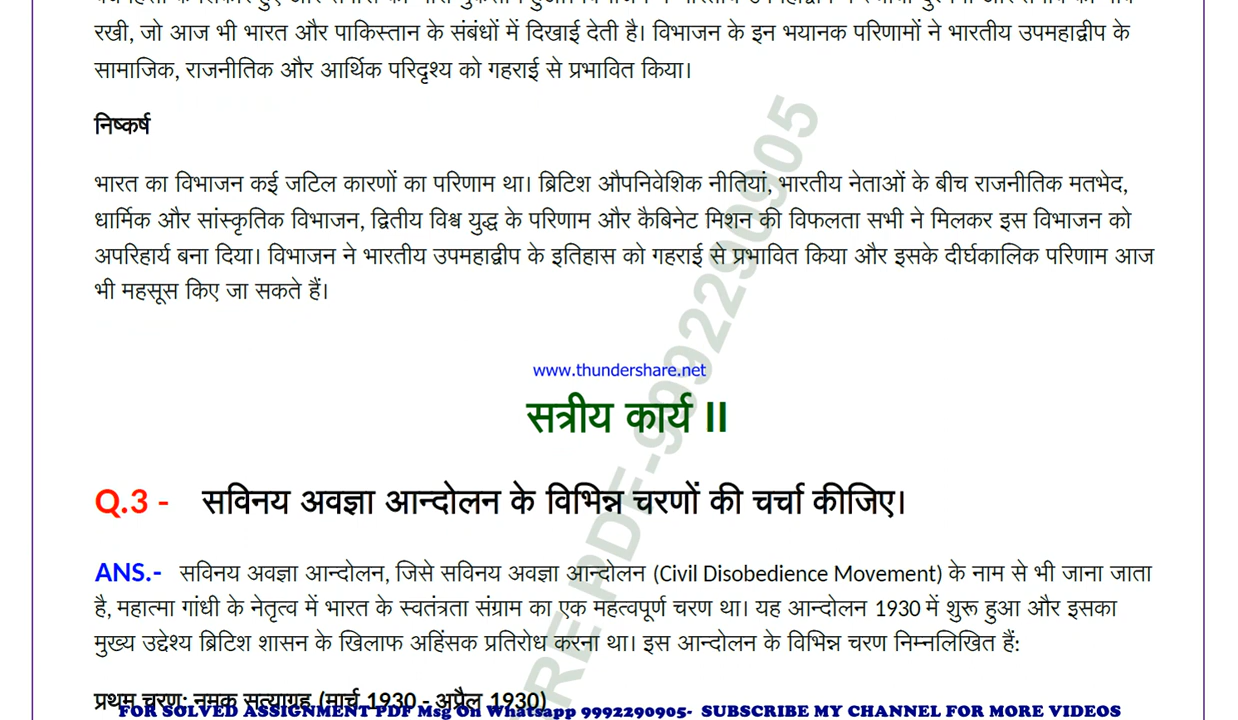 रखी, जो आज भी भारत और पाकिस्तान के संबंधों में दिखाई देती है। विभाजन के इन भयानक परिणामों ने भारतीय उपमहाद्वीप के
सामाजिक, राजनीतिक और आर्थिक परिदृश्य को गहराई से प्रभावित किया।
निष्कर्ष
भारत का विभाजन कई जटिल कारणों का परिणाम था। ब्रिटिश औपनिवेशिक नीतियां, भारतीय नेताओं के बीच राजनीतिक मतभेद,
धार्मिक और सांस्कृतिक विभाजन, द्वितीय विश्व युद्ध के परिणाम और कैबिनेट मिशन की विफलता सभी ने मिलकर इस विभाजन को
अपरिहार्य बना दिया। विभाजन ने भारतीय उपमहाद्वीप के इतिहास को गहराई से प्रभावित किया और इसके दीर्घकालिक परिणाम आज
भी महसूस किए जा सकते हैं।
www.thundershare.net
सत्रीय कार्य II
Q.3 - सविनय अवज्ञा आन्दोलन के विभिन्न चरणों की चर्चा कीजिए।
ANS.- सविनय अवज्ञा आन्दोलन, जिसे सविनय अवज्ञा आन्दोलन (Civil Disobedience Movement) के नाम से भी जाना जाता
है, महात्मा गांधी के नेतृत्व में भारत के स्वतंत्रता संग्राम का एक महत्वपूर्ण चरण था। यह आन्दोलन 1930 में शुरू हुआ और इसका
मुख्य उद्देश्य ब्रिटिश शासन के खिलाफ अहिंसक प्रतिरोध करना था। इस आन्दोलन के विभिन्न चरण निम्नलिखित हैं:
प्रथम चरण: नमक सत्याग्रह (मार्च 1930 - अप्रैल 1930)
FOR SOLVED ASSIGNMENT PDF Msg On Whatsapp 9992290905- SUBSCRIBE MY CHANNEL FOR MORE VIDEOS
RE PDF-9992290905